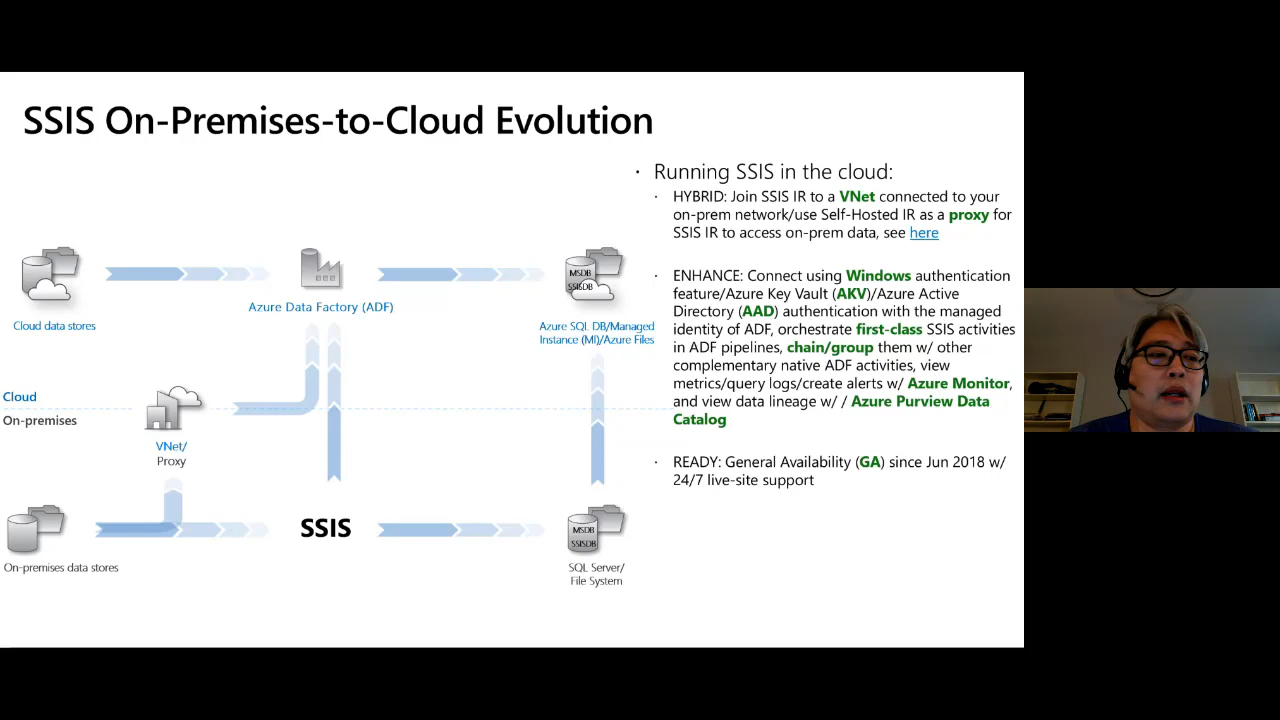 SSIS On-Premises-to-Cloud Evolution
· Running SSIS in the cloud:
· HYBRID: Join SSIS IR to a VNet connected to your
on-prem network/use Self-Hosted IR as a proxy for
SSIS IR to access on-prem data, see here
· ENHANCE: Connect using Windows authentication
feature/Azure Key Vault (AKV)/Azure Active
Directory (AAD) authentication with the managed
identity of ADF, orchestrate first-class SSIS activities
in ADF pipelines, chain/group them w/ other
complementary native ADF activities, view
metrics/query logs/create alerts w/ Azure Monitor,
and view data lineage w/ / Azure Purview Data
Catalog
· READY: General Availability (GA) since Jun 2018 w/
24/7 live-site support
Cloud data stores
Azure Data Factory (ADF)
MSDB
SSISDB
Azure SQL DB/Managed
Instance (MI)/Azure Files
Cloud
On-premises
VNet/
Proxy
On-premises data stores
SSIS
MSDB
SSISDB
SQL Server/
File System